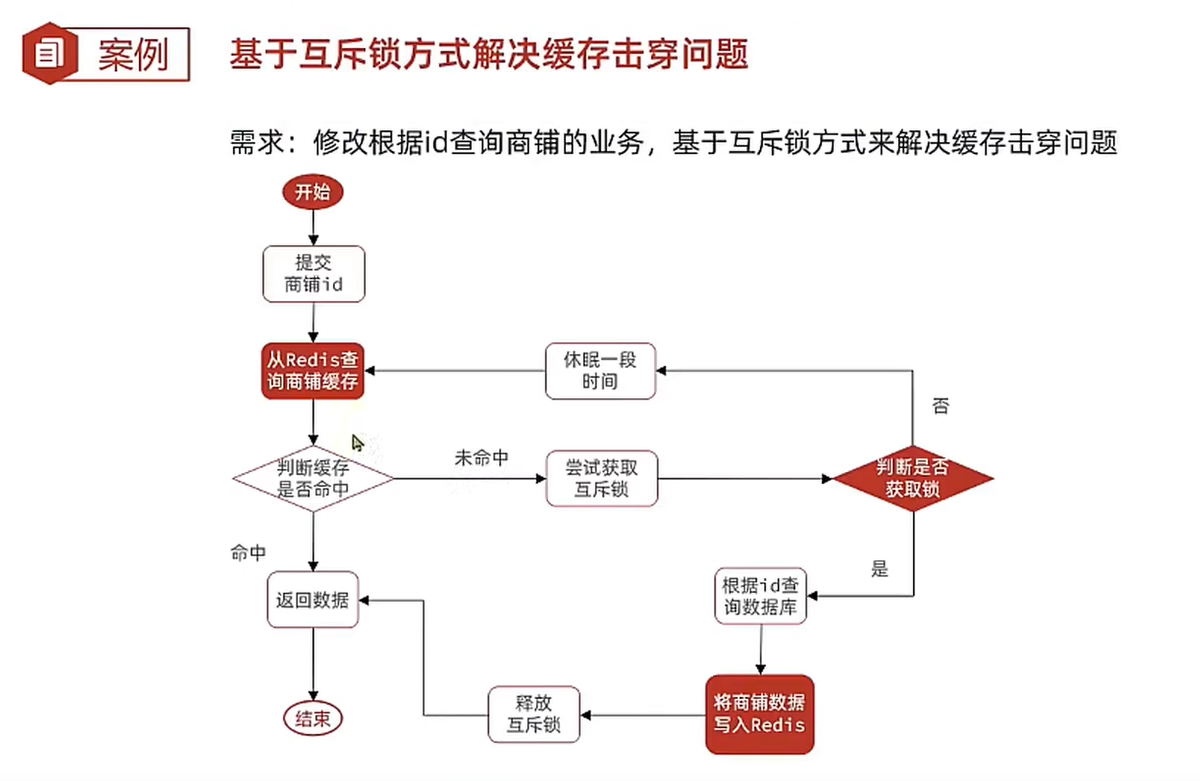 案例
基于互斥锁方式解决缓存击穿问题
需求：修改根据id查询商铺的业务，基于互斥锁方式来解决缓存击穿问题
开始
提交
商铺id
从Redis查
询商铺缓存
休眠一段
时间
否
判断缓存
是否命中
未命中
尝试获取
互斥锁
判断是否
获取锁
命中
是
返回数据
根据id查
询数据库
结束
释放
互斥锁
将商铺数据
写入Redis